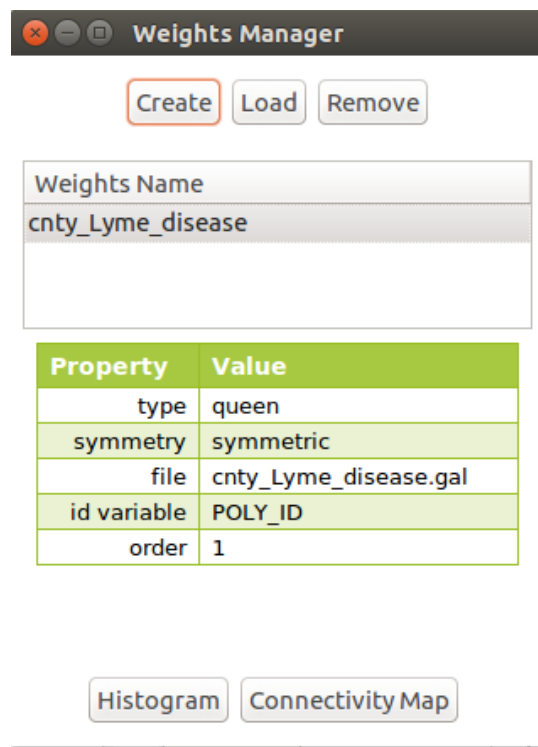 Weights Manager
Create Load Remove
Weights Name
cnty_Lyme_disease
Property Value
type queen
symmetry symmetric
file cnty_Lyme_disease.gal
id variable POLY_ID
order 1
Histogram Connectivity Map